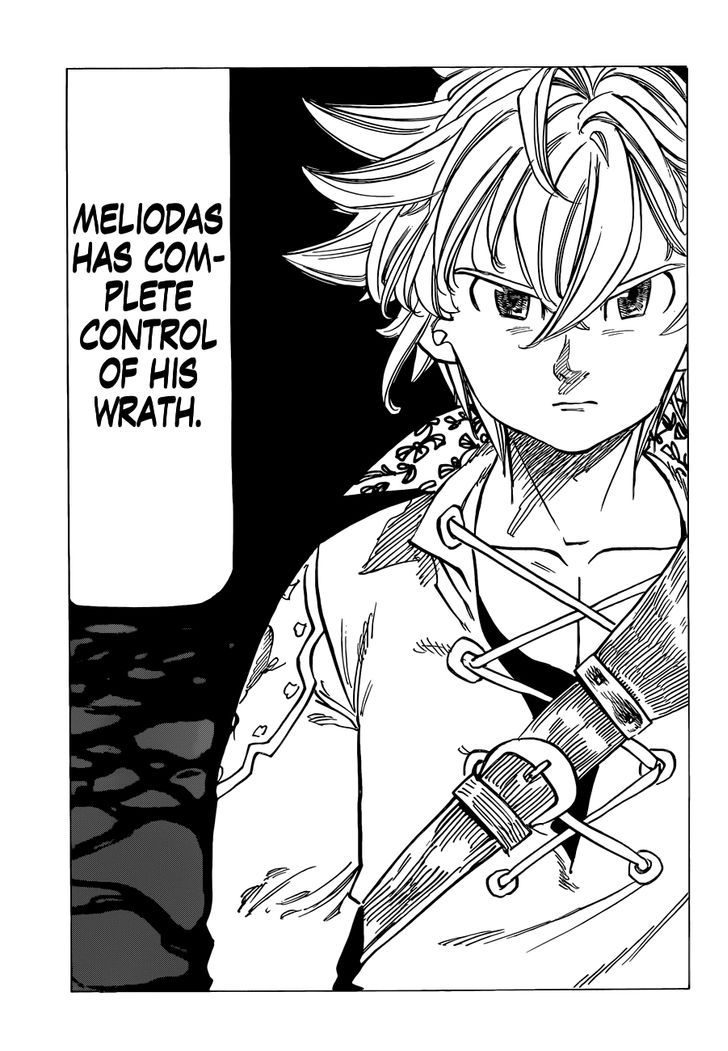 MELIODAS
HAS COM-
PLETE
CONTROL
OF HIS
WRATH.